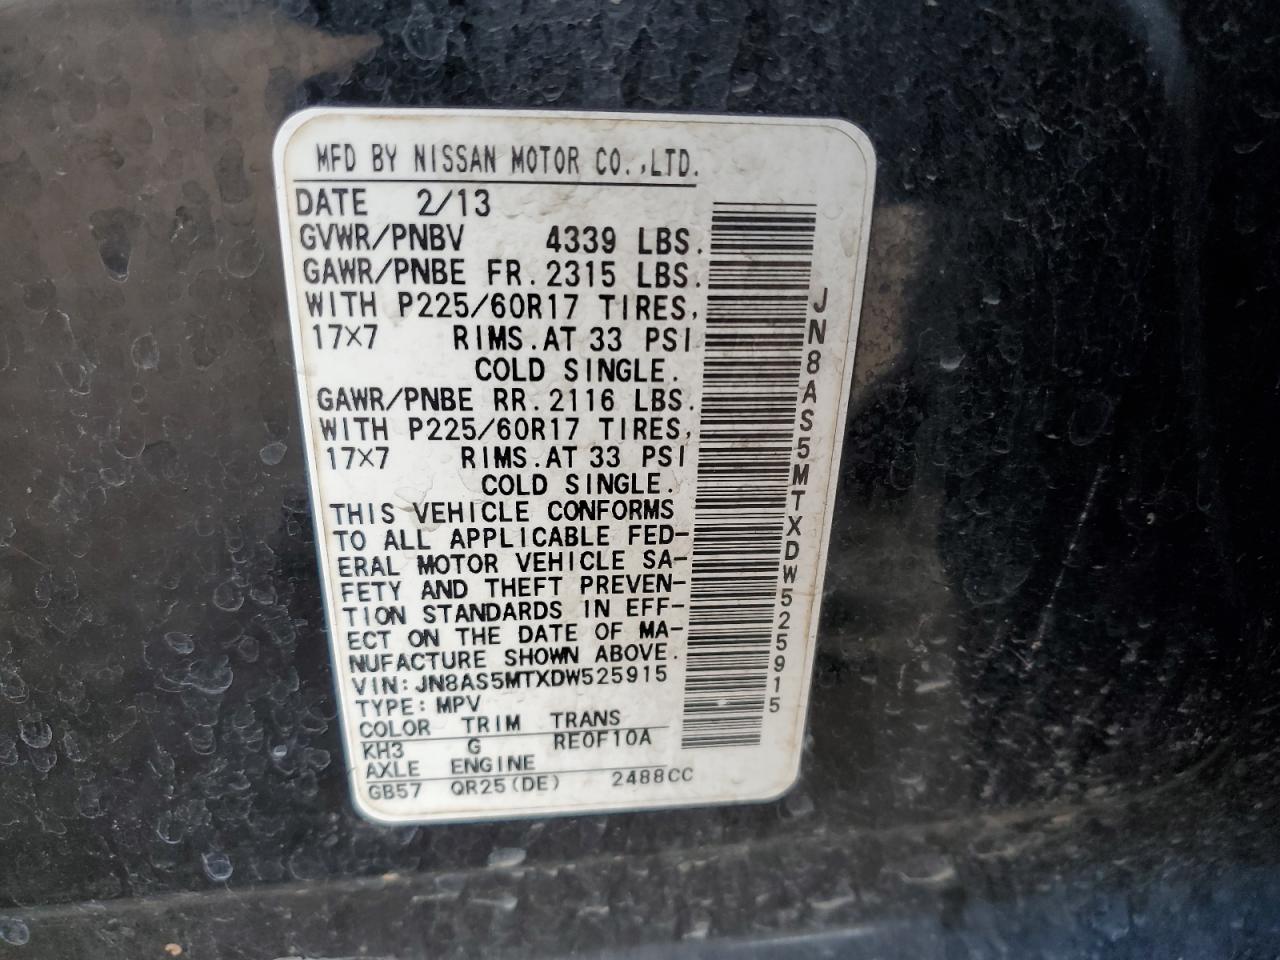 MFD BY NISSAN MOTOR CO.,LTD.
DATE 2/13
GVWR/PNBV 4339 LBS.
GAWR/PNBE FR. 2315 LBS.
WITH P225/60R17 TIRES,
17×7 RIMS.AT 33 PSI
COLD SINGLE.
GAWR/PNBE RR. 2116 LBS.
WITH P225/60R17 TIRES,
17×7 RIMS.AT 33 PSI
COLD SINGLE.
THIS VEHICLE CONFORMS
TO ALL APPLICABLE FED-
ERAL MOTOR VEHICLE SA-
FETY AND THEFT PREVEN-
TION STANDARDS IN EFF-
ECT ON THE DATE OF MA-
NUFACTURE SHOWN ABOVE.
VIN: JN8AS5MTXDW525915
TYPE: MPV
COLOR TRIM TRANS
KH3 G RE0F10A
AXLE ENGINE
GB57 QR25(DE) 2488CC
JN8AS5MTXDW525915